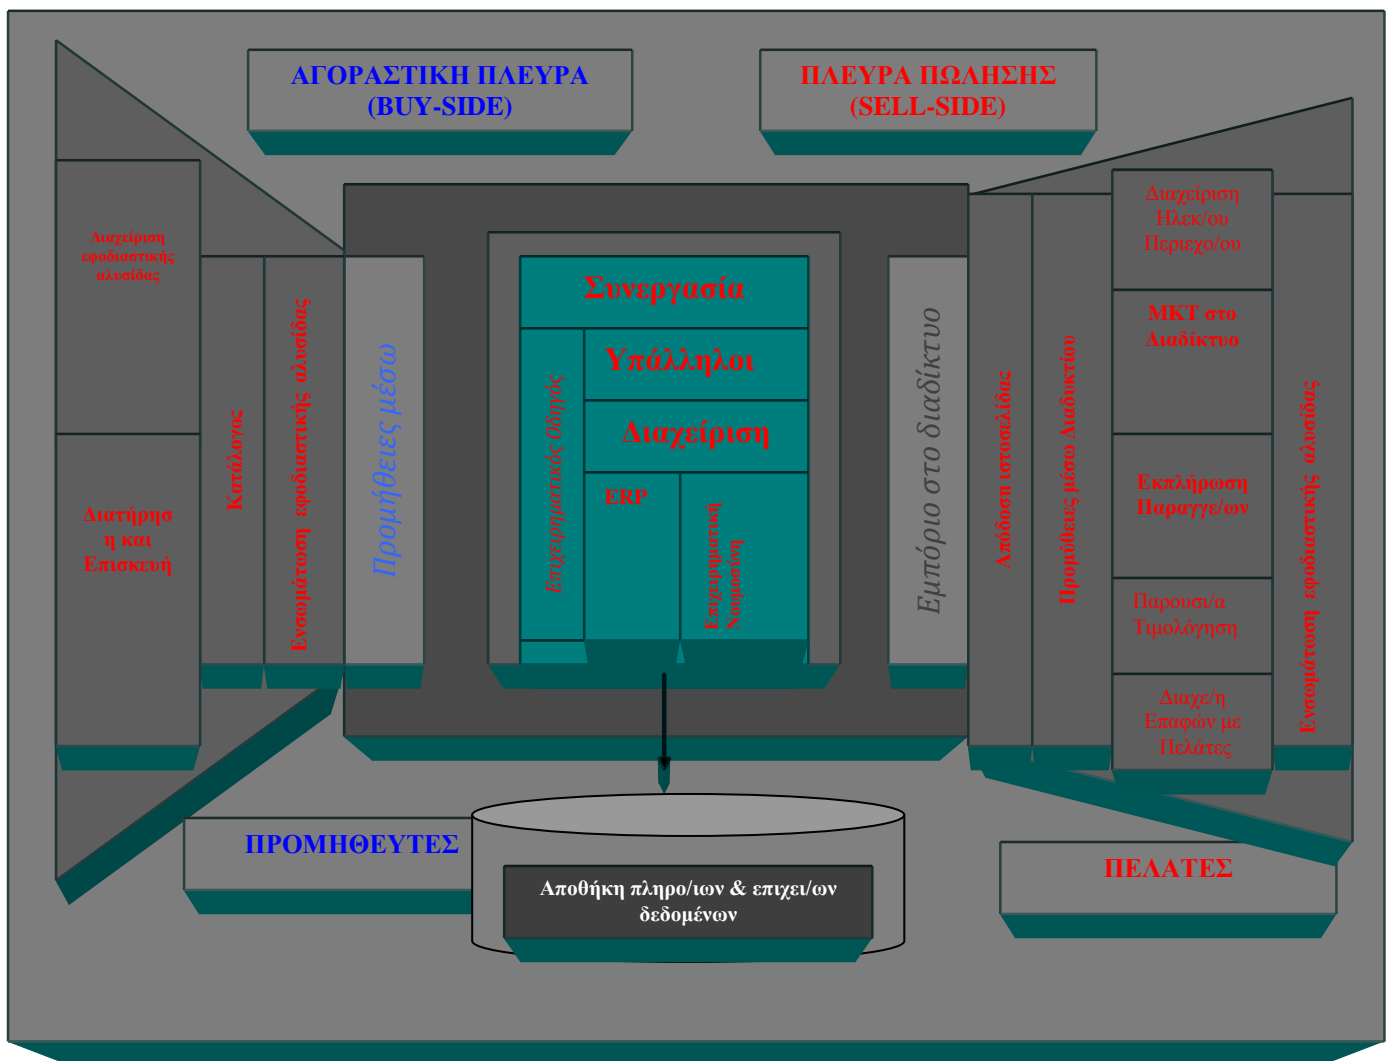 ΑΓΟΡΑΣΤΙΚΗ ΠΛΕΥΡΑ
(BUY-SIDE)
ΠΛΕΥΡΑ ΠΩΛΗΣΗΣ
(SELL-SIDE)
Διαχείριση
εφοδιαστικής
αλυσίδας
Διατήρησ
η και
Επισκευή
Κατάλογος
Ενσωμάτωση εφοδιαστικής αλυσίδας
Προμήθειες μέσω
Συνεργασία
Υπάλληλοι
Διαχείριση
Επιχειρηματικός Οδηγός
ERP
Επιχειρηματική
Νοημοσύνη
Εμπόριο στο διαδίκτυο
Απόδοση ιστοσελίδας
Προμύθειες μέσω Διαδυκτίου
Διαχείριση
Ηλεκ/ου
Περιεχο/ου
ΜΚΤ στο
Διαδίκτυο
Εκπλήρωση
Παραγγε/ων
Παρουσι/α
Τιμολόγηση
Διαχε/η
Επαφών με
Πελάτες
Ενσωμάτωση εφοδιαστικής αλυσίδας
ΠΡΟΜΗΘΕΥΤΕΣ
Αποθήκη πληρο/ιων & επιχει/ων
δεδομένων
ΠΕΛΑΤΕΣ